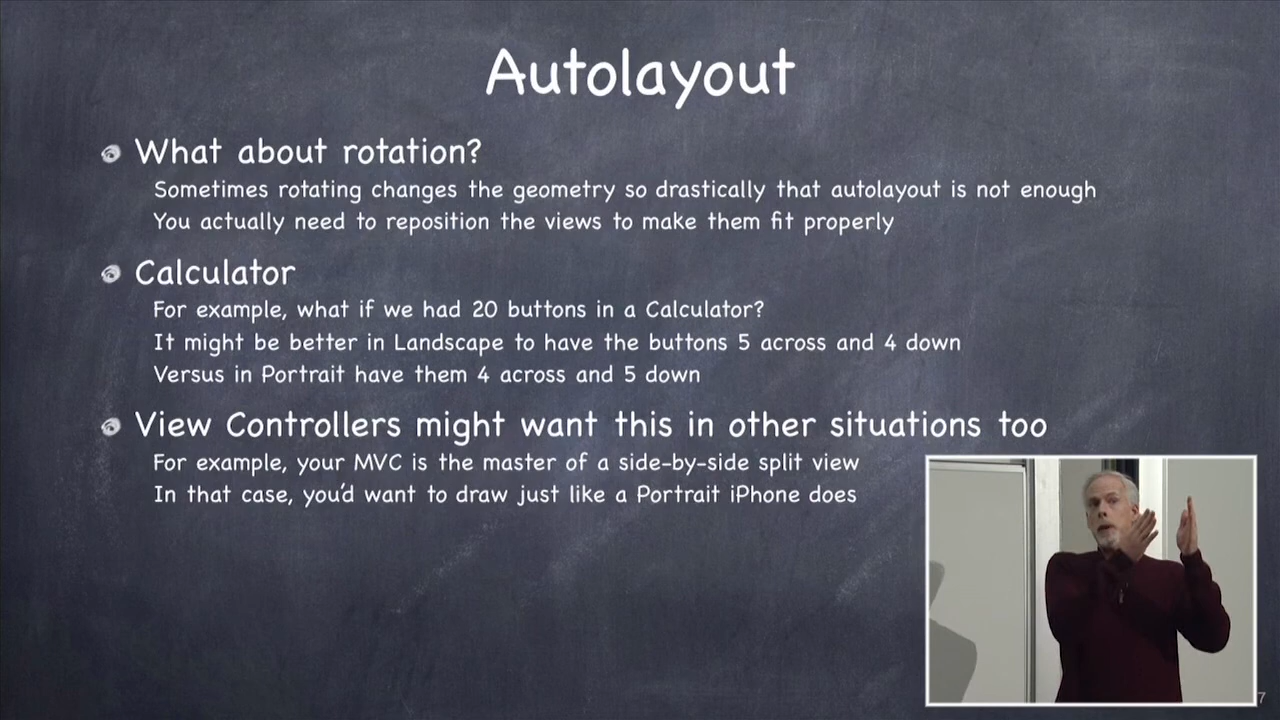 Autolayout
What about rotation?
Sometimes rotating changes the geometry so drastically that autolayout is not enough
You actually need to reposition the views to make them fit properly
Calculator
For example, what if we had 20 buttons in a Calculator?
It might be better in Landscape to have the buttons 5 across and 4 down
Versus in Portrait have them 4 across and 5 down
View Controllers might want this in other situations too
For example, your MVC is the master of a side-by-side split view
In that case, you'd want to draw just like a Portrait iPhone does
7